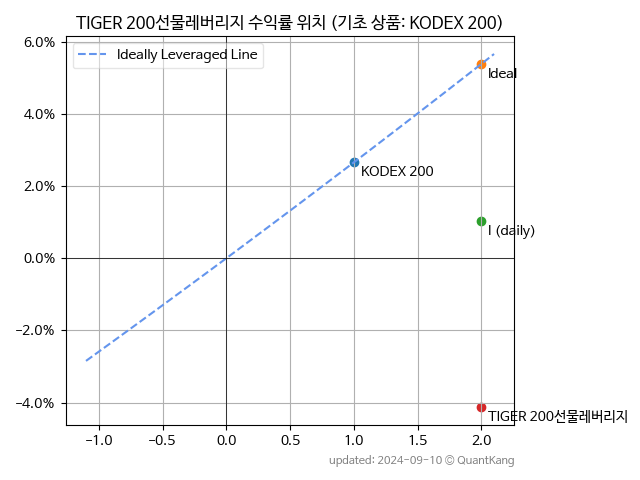 TIGER 200선물레버리지 수익률 위치 (기초 상품: KODEX 200)
6.0%
Ideally Leveraged Line
Ideal
4.0%
KODEX 200
2.0%
I (daily)
0.0%
−2.0%
−4.0%
TIGER 200선물레버리지
−1.0 −0.5 0.0 0.5 1.0 1.5 2.0
updated: 2024-09-10 © QuantKang